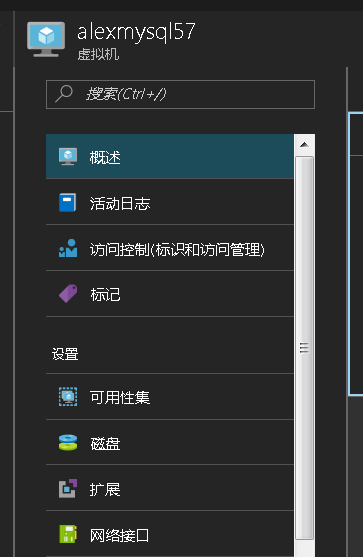 alexmysql57
虚拟机
搜索(Ctrl+/)
概述
活动日志
访问控制(标识和访问管理)
标记
设置
可用性集
磁盘
扩展
网络接口